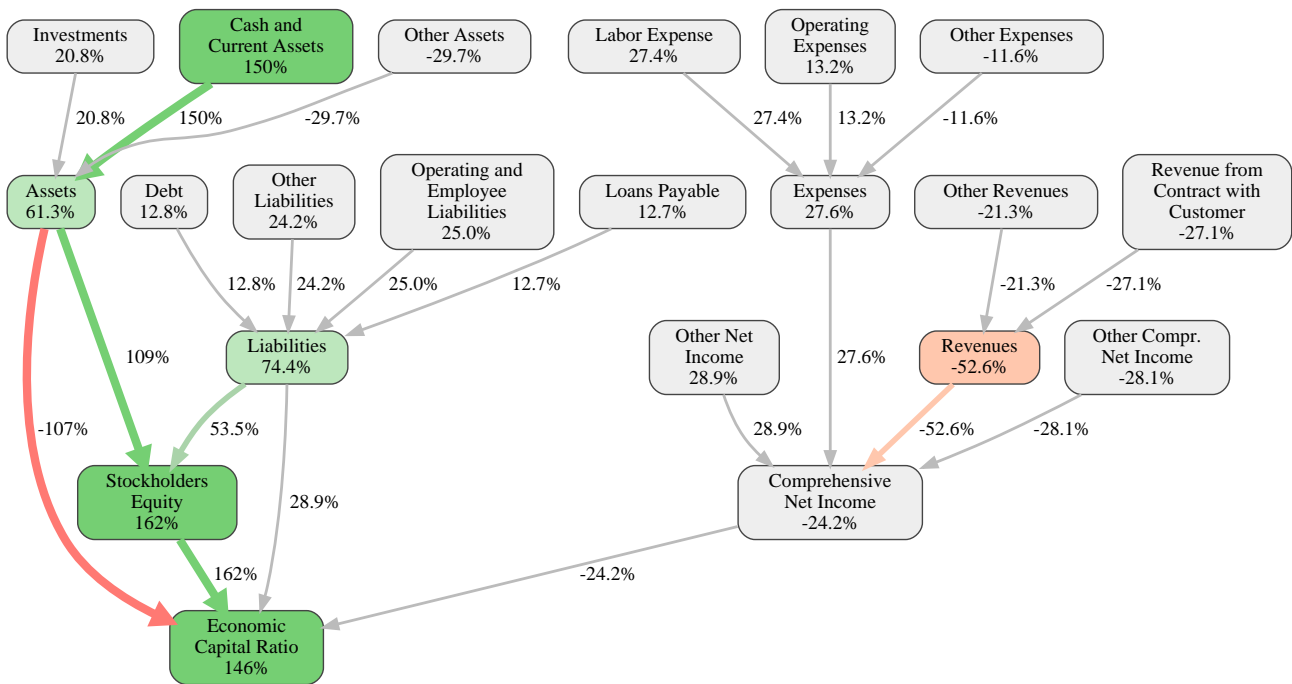 Investments
20.8%
Cash and
Current Assets
150%
Other Assets
-29.7%
Labor Expense
27.4%
Operating
Expenses
13.2%
Other Expenses
-11.6%
20.8%
150%
-29.7%
27.4%
13.2%
-11.6%
Assets
61.3%
Debt
12.8%
Other
Liabilities
24.2%
Operating and
Employee
Liabilities
25.0%
Loans Payable
12.7%
Expenses
27.6%
Other Revenues
-21.3%
Revenue from
Contract with
Customer
-27.1%
12.8%
24.2%
25.0%
12.7%
-21.3%
-27.1%
109%
Liabilities
74.4%
Other Net
Income
28.9%
27.6%
Revenues
-52.6%
Other Compr.
Net Income
-28.1%
-107%
53.5%
28.9%
-52.6%
-28.1%
Stockholders
Equity
162%
28.9%
Comprehensive
Net Income
-24.2%
162%
-24.2%
Economic
Capital Ratio
146%